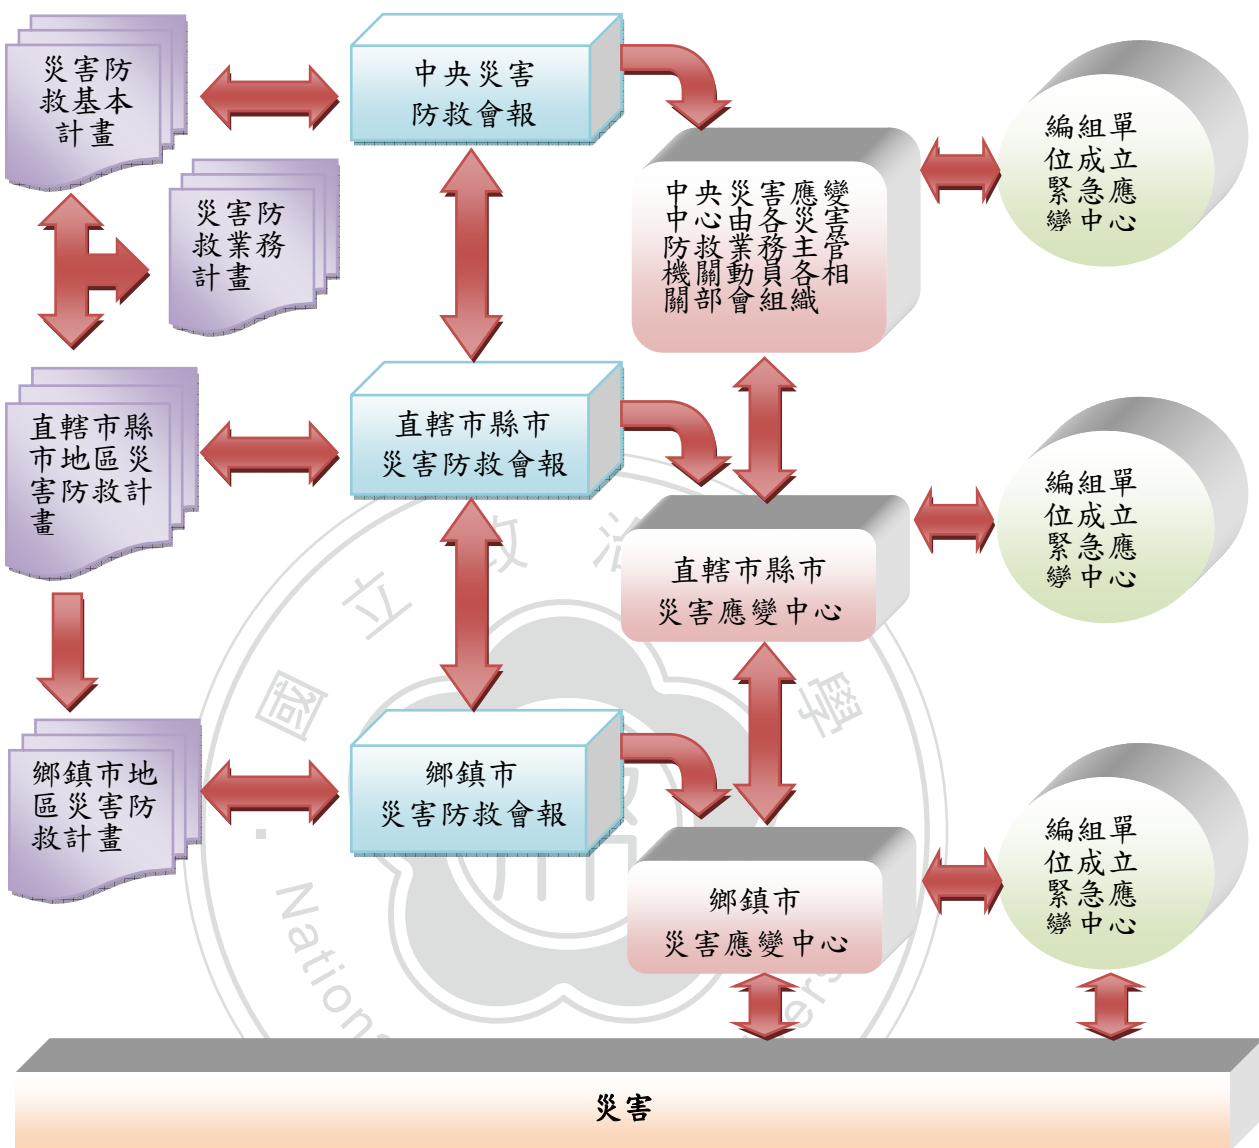 災害防
救基本
計畫
中央災害
防救會報
編組單
位成立
緊急應
變中心
災害防
救業務
計畫
中央災害應變
中心由各災害
防救業務主管
機關動員各相
關部會組織
直轄市縣
市地區災
害防救計
畫
直轄市縣市
災害防救會報
編組單
位成立
緊急應
變中心
直轄市縣市
災害應變中心
鄉鎮市地
區災害防
救計畫
鄉鎮市
災害防救會報
編組單
位成立
緊急應
變中心
鄉鎮市
災害應變中心
國立政治
學
Nation
ers
災害